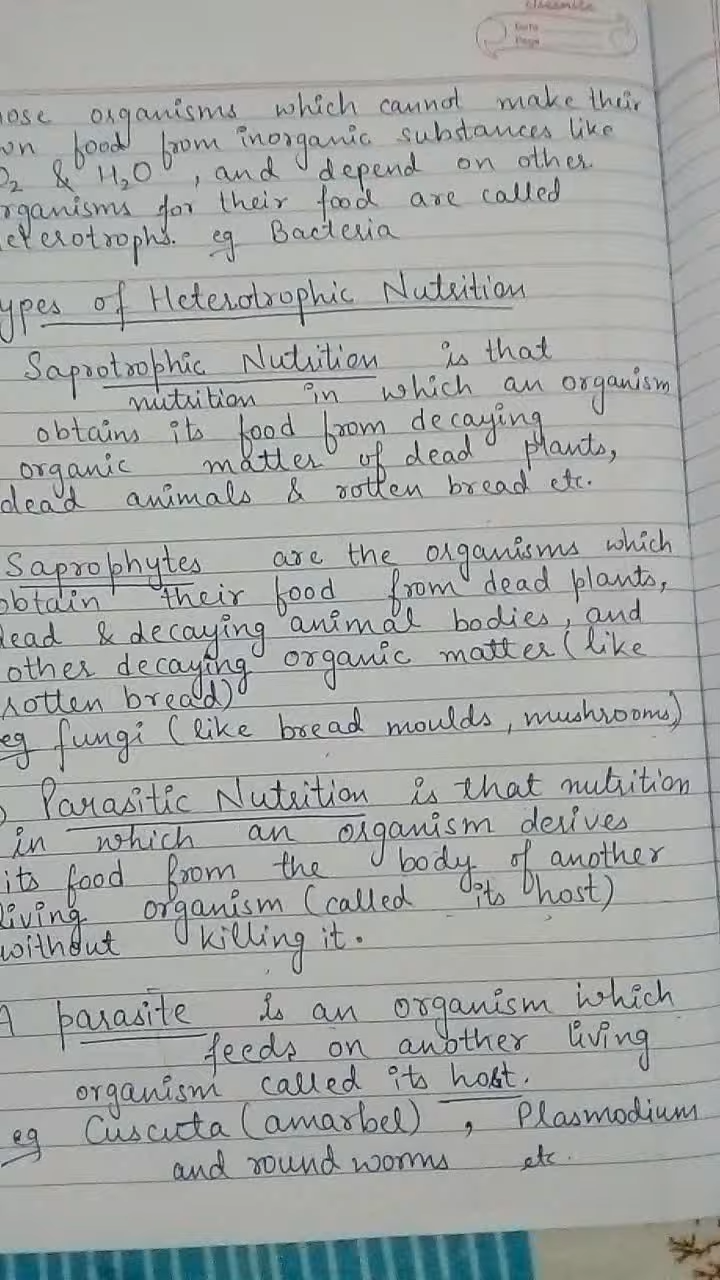 Date
Page
ose organisms which cannot make their
wn food from inorganic substances like
O2 & H2O, and depend on other
rganisms for their food are called
eterotrophs. eg Bacteria
ypes of Heterotrophic Nutrition
Saprotrophic Nutrition is that
nutrition in which an organism
obtains its food from decaying
organic matter of dead plants,
dead animals & rotten bread etc.
Saprophytes are the organisms which
obtain their food from dead plants,
dead & decaying animal bodies, and
other decaying organic matter (like
rotten bread)
eg fungi (like bread moulds, mushrooms)
) Parasitic Nutrition is that nutrition
in which an organism derives
its food from the body of another
living organism (called its host)
without killing it.
A parasite is an organism which
feeds on another living
organism called its host.
eg Cuscuta (amarbel), Plasmodium
and round worms etc.